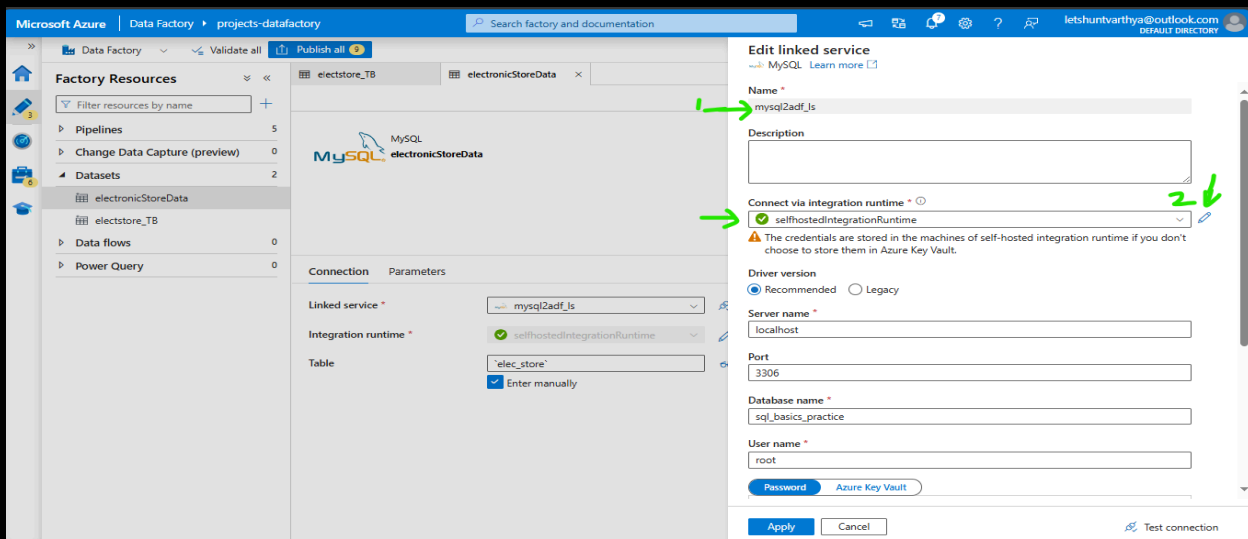 Microsoft Azure
Data Factory
projects-datafactory
Search factory and documentation
7
letshuntvarthya@outlook.com
DEFAULT DIRECTORY
Data Factory
Validate all
Publish all 9
Factory Resources
Filter resources by name
Pipelines 5
Change Data Capture (preview) 0
Datasets 2
electronicStoreData
electstore_TB
Data flows 0
Power Query 0
3
6
electstore_TB
electronicStoreData
MySQL
MySQL
electronicStoreData
Connection Parameters
Linked service * mysql2adf_ls
Integration runtime * selfhostedIntegrationRuntime
Table `elec_store`
Enter manually
Edit linked service
MySQL Learn more
Name *
1
mysql2adf_ls
Description
Connect via integration runtime *
2
selfhostedIntegrationRuntime
The credentials are stored in the machines of self-hosted integration runtime if you don't
choose to store them in Azure Key Vault.
Driver version
Recommended Legacy
Server name *
localhost
Port
3306
Database name *
sql_basics_practice
User name *
root
Password Azure Key Vault
Apply Cancel Test connection